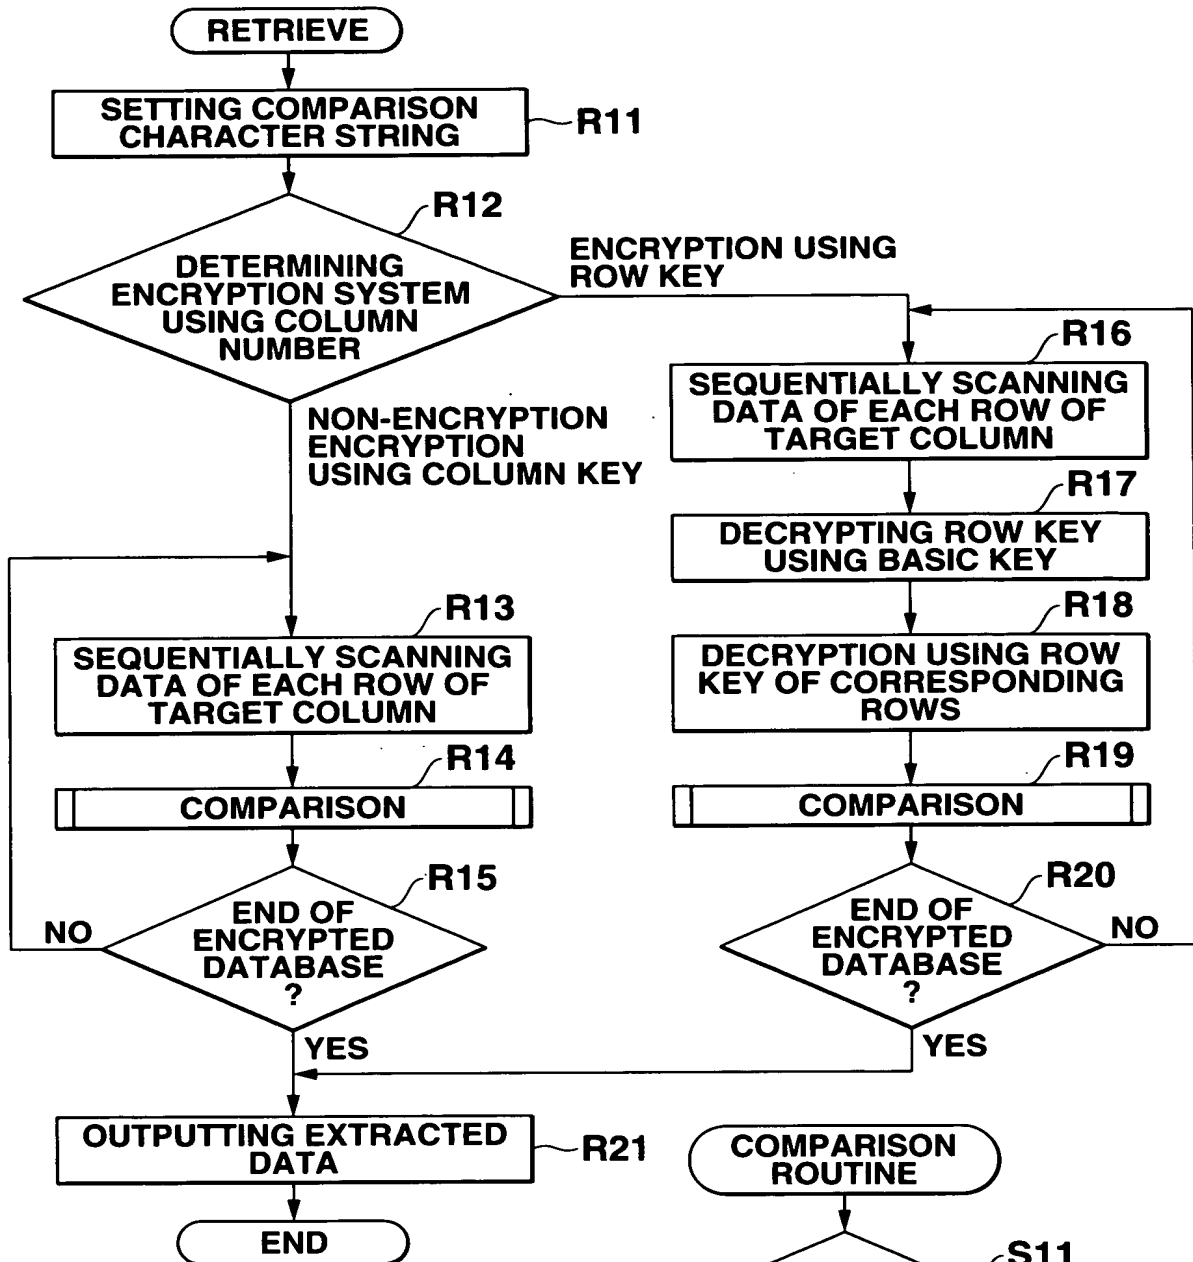 RETRIEVE
SETTING COMPARISON
CHARACTER STRING
R11
R12
DETERMINING
ENCRYPTION SYSTEM
USING COLUMN
NUMBER
ENCRYPTION USING
ROW KEY
NON-ENCRYPTION
ENCRYPTION
USING COLUMN KEY
R13
SEQUENTIALLY SCANNING
DATA OF EACH ROW OF
TARGET COLUMN
R14
COMPARISON
R15
END OF
ENCRYPTED
DATABASE
?
NO
YES
R16
SEQUENTIALLY SCANNING
DATA OF EACH ROW OF
TARGET COLUMN
R17
DECRYPTING ROW KEY
USING BASIC KEY
R18
DECRYPTION USING ROW
KEY OF CORRESPONDING
ROWS
R19
COMPARISON
R20
END OF
ENCRYPTED
DATABASE
?
NO
YES
OUTPUTTING EXTRACTED
DATA
R21
END
COMPARISON
ROUTINE
S11